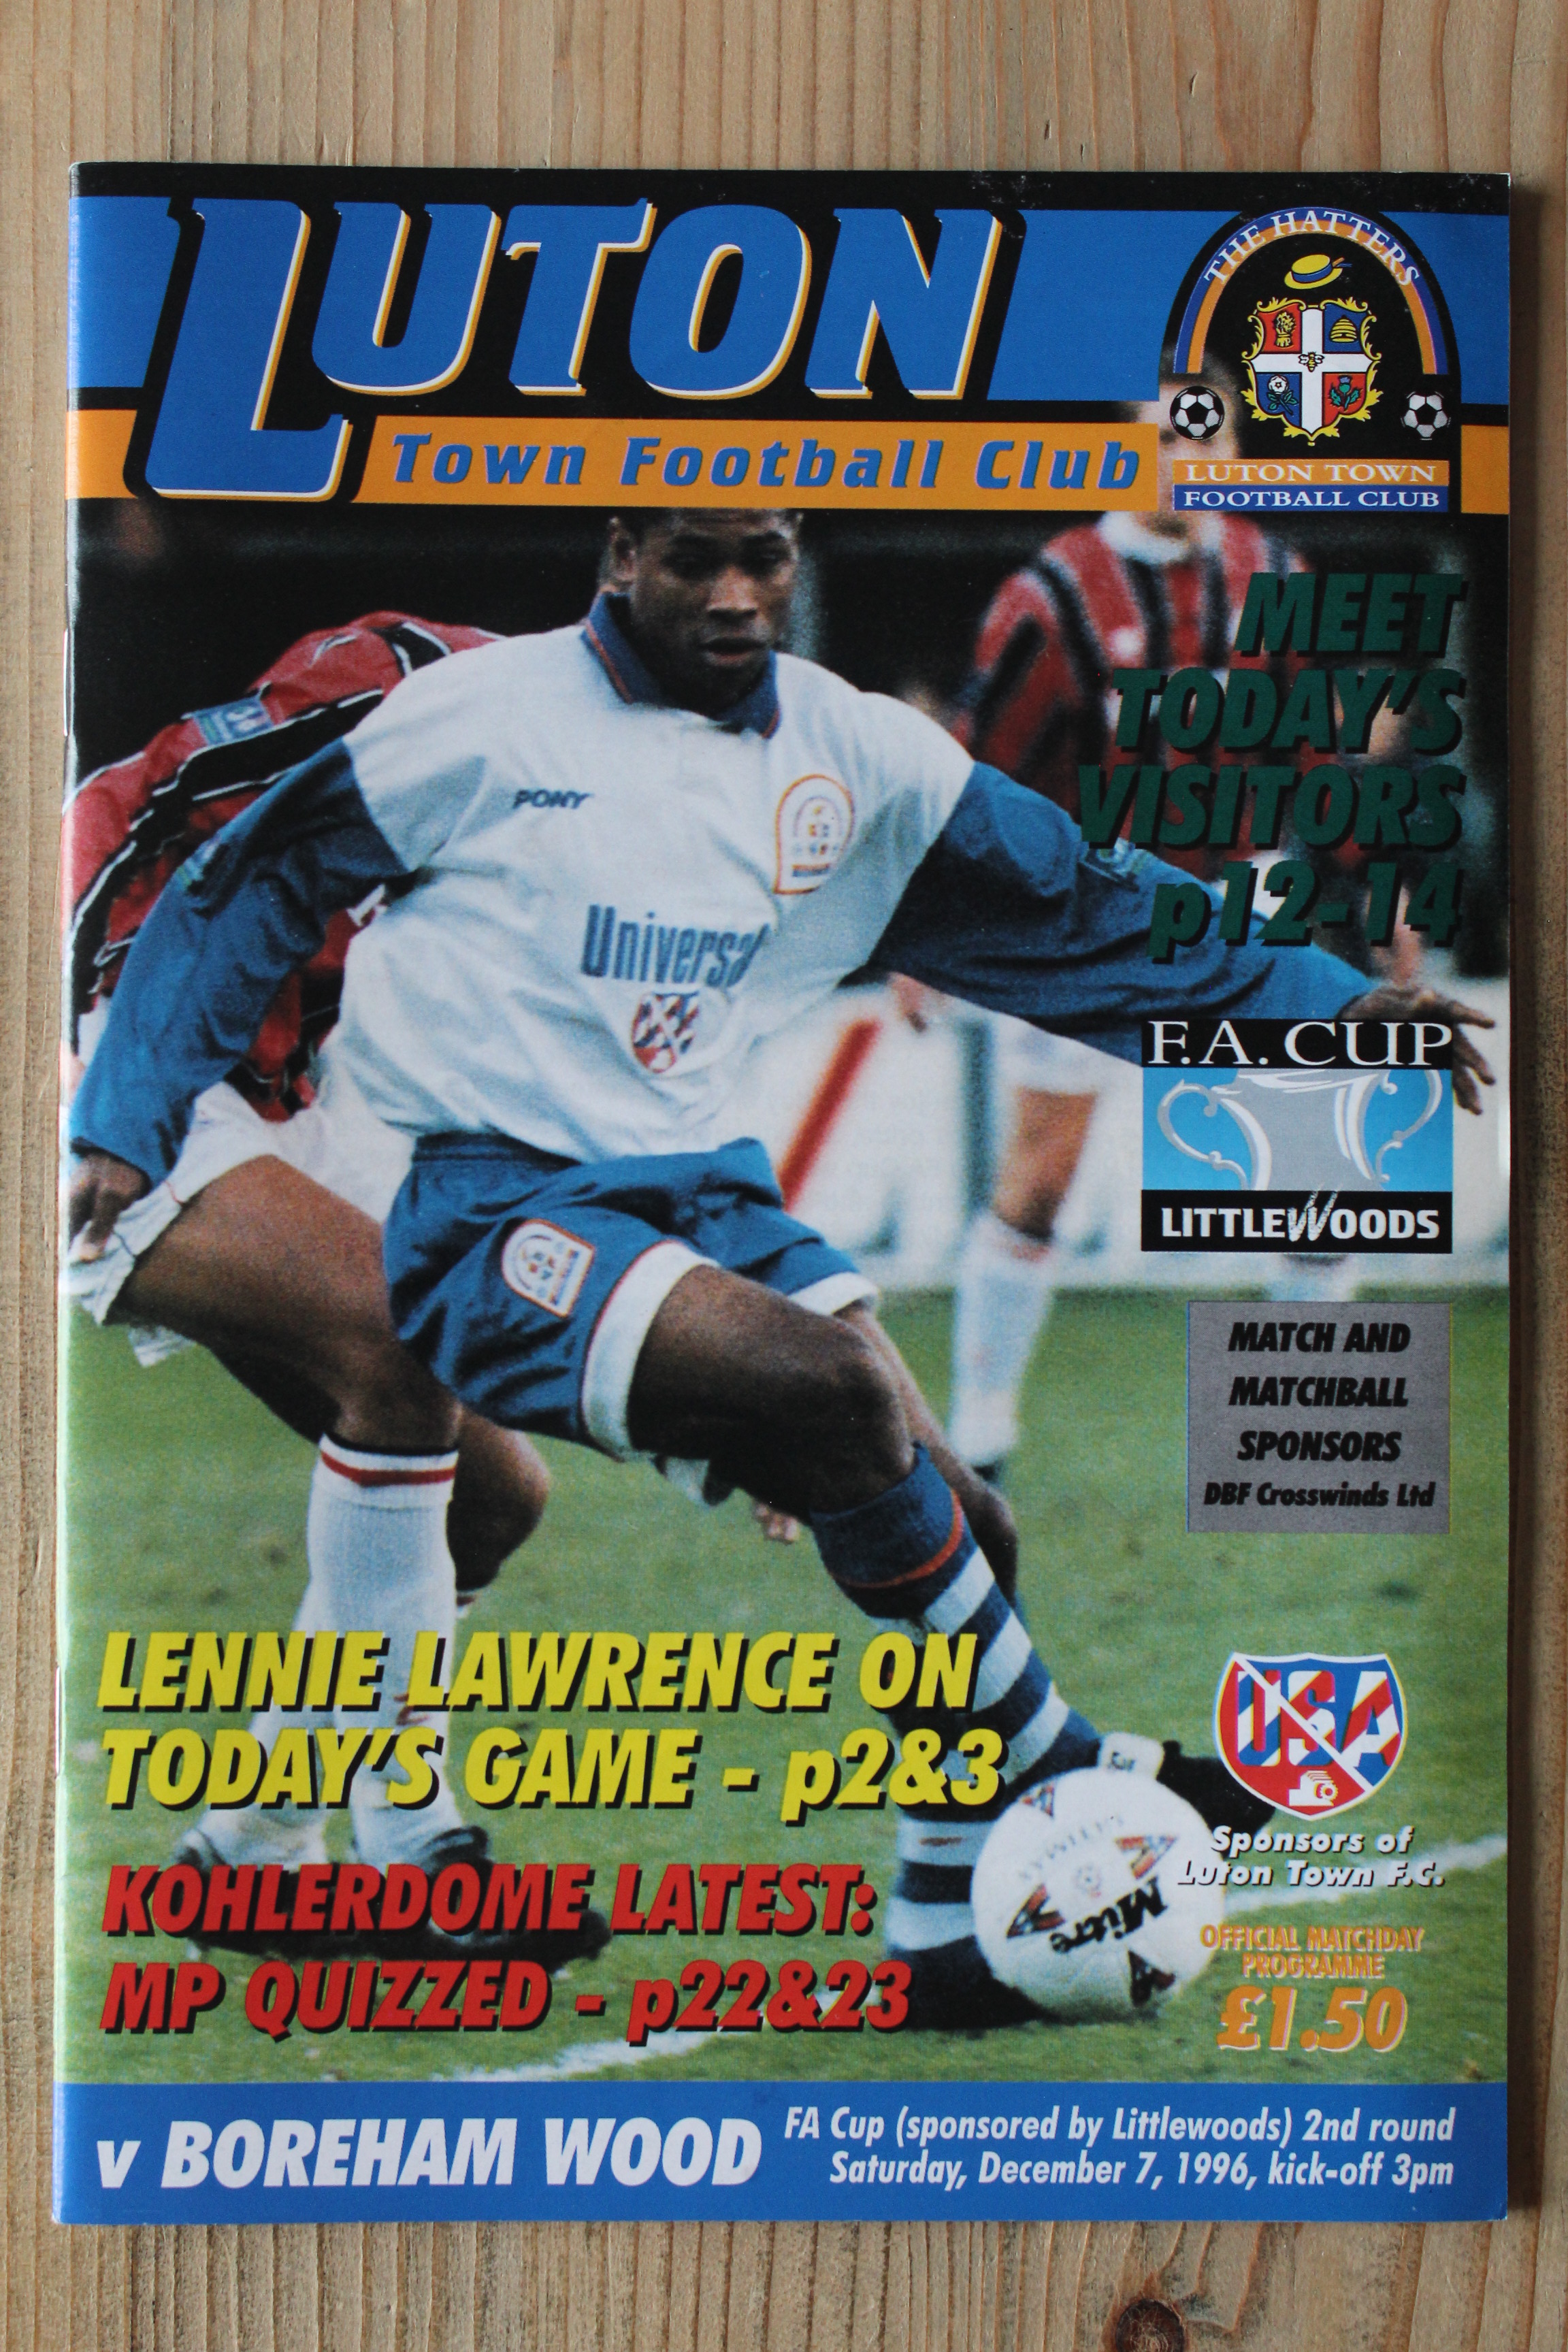 LUTON
Town Football Club
THE HATTERS
LUTON TOWN
FOOTBALL CLUB
MEET
TODAY'S
VISITORS
p12-14
PONY
Universal
F.A. CUP
LITTLEWOODS
MATCH AND
MATCHBALL
SPONSORS
DBF Crosswinds Ltd
LENNIE LAWRENCE ON
TODAY'S GAME - p2&3
USA
Sponsors of
Luton Town F.C.
Mitre
KOHLERDOME LATEST:
MP QUIZZED - p22&23
OFFICIAL MATCHDAY
PROGRAMME
£1.50
v BOREHAM WOOD
FA Cup (sponsored by Littlewoods) 2nd round
Saturday, December 7, 1996, kick-off 3pm